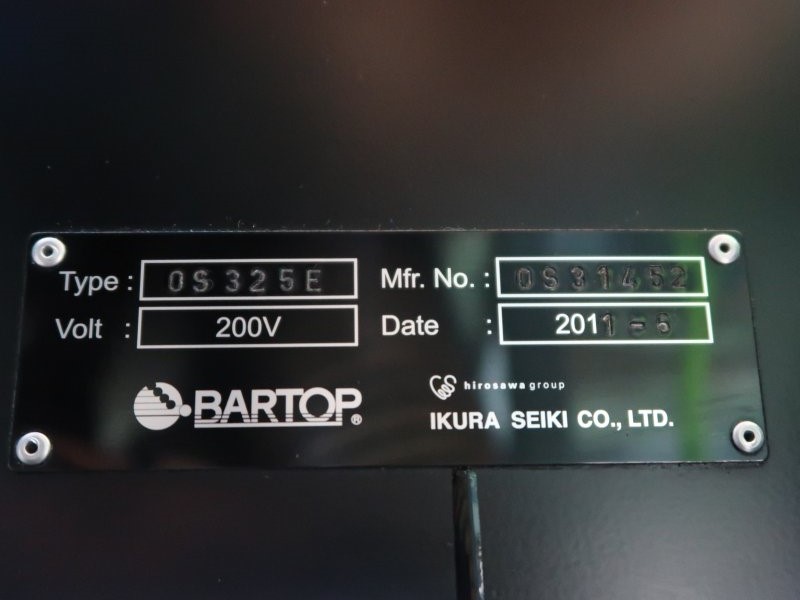 Type : OS325E Mfr. No. : OS31452
Volt : 200V Date : 2011-6
BARTOP® hirosawa group
IKURA SEIKI CO., LTD.